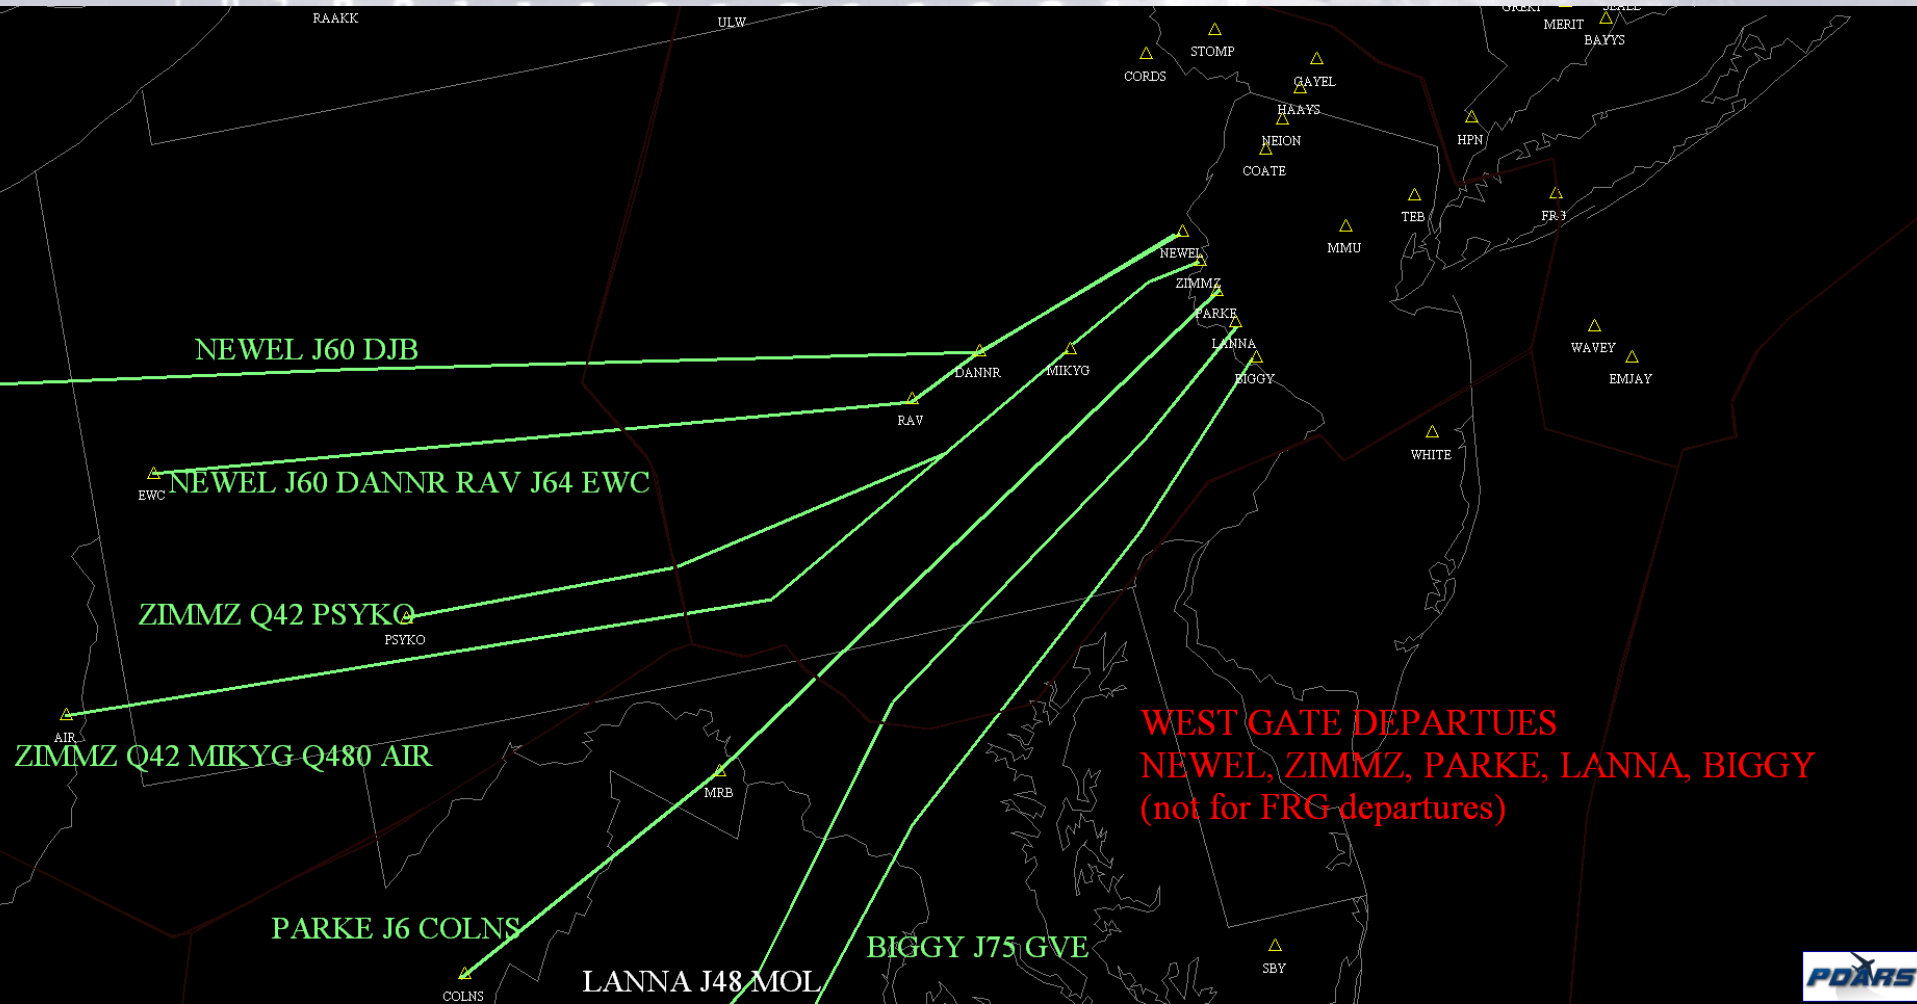 RAAKK
ULW
MERIT
BAYYS
STOMP
CORDS
GAYEL
HAAYS
NEION
COATE
HPN
TEB
MMU
NEWEL
ZIMMZ
PARKE
LANNA
BIGGY
WAVEY
EMJAY
WHITE
NEWEL J60 DJB
DANNR
MIKYG
RAV
EWC
NEWEL J60 DANNR RAV J64 EWC
ZIMMZ Q42 PSYKO
PSYKO
AIR
ZIMMZ Q42 MIKYG Q480 AIR
WEST GATE DEPARTUES
NEWEL, ZIMMZ, PARKE, LANNA, BIGGY
(not for FRG departures)
MRB
PARKE J6 COLNS
BIGGY J75 GVE
SBY
LANNA J48 MOL
COLNS
PDARS